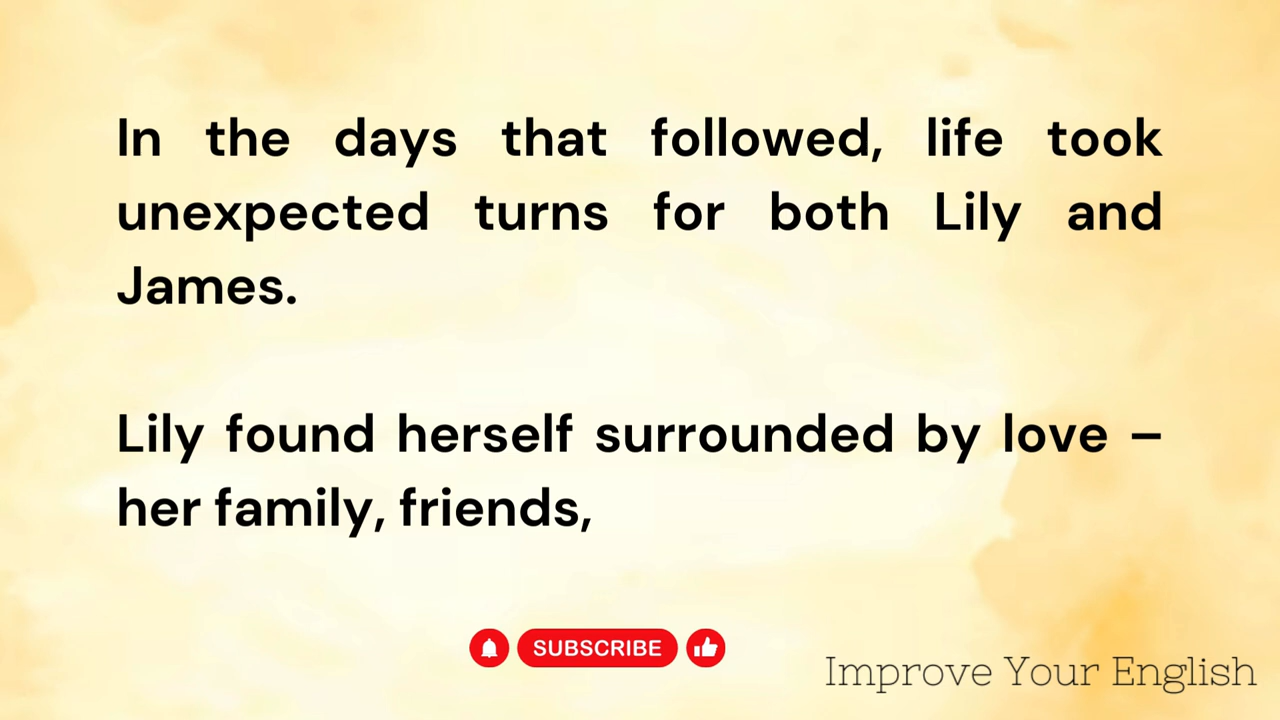 In the days that followed, life took
unexpected turns for both Lily and
James.
Lily found herself surrounded by love –
her family, friends,
SUBSCRIBE
Improve Your English